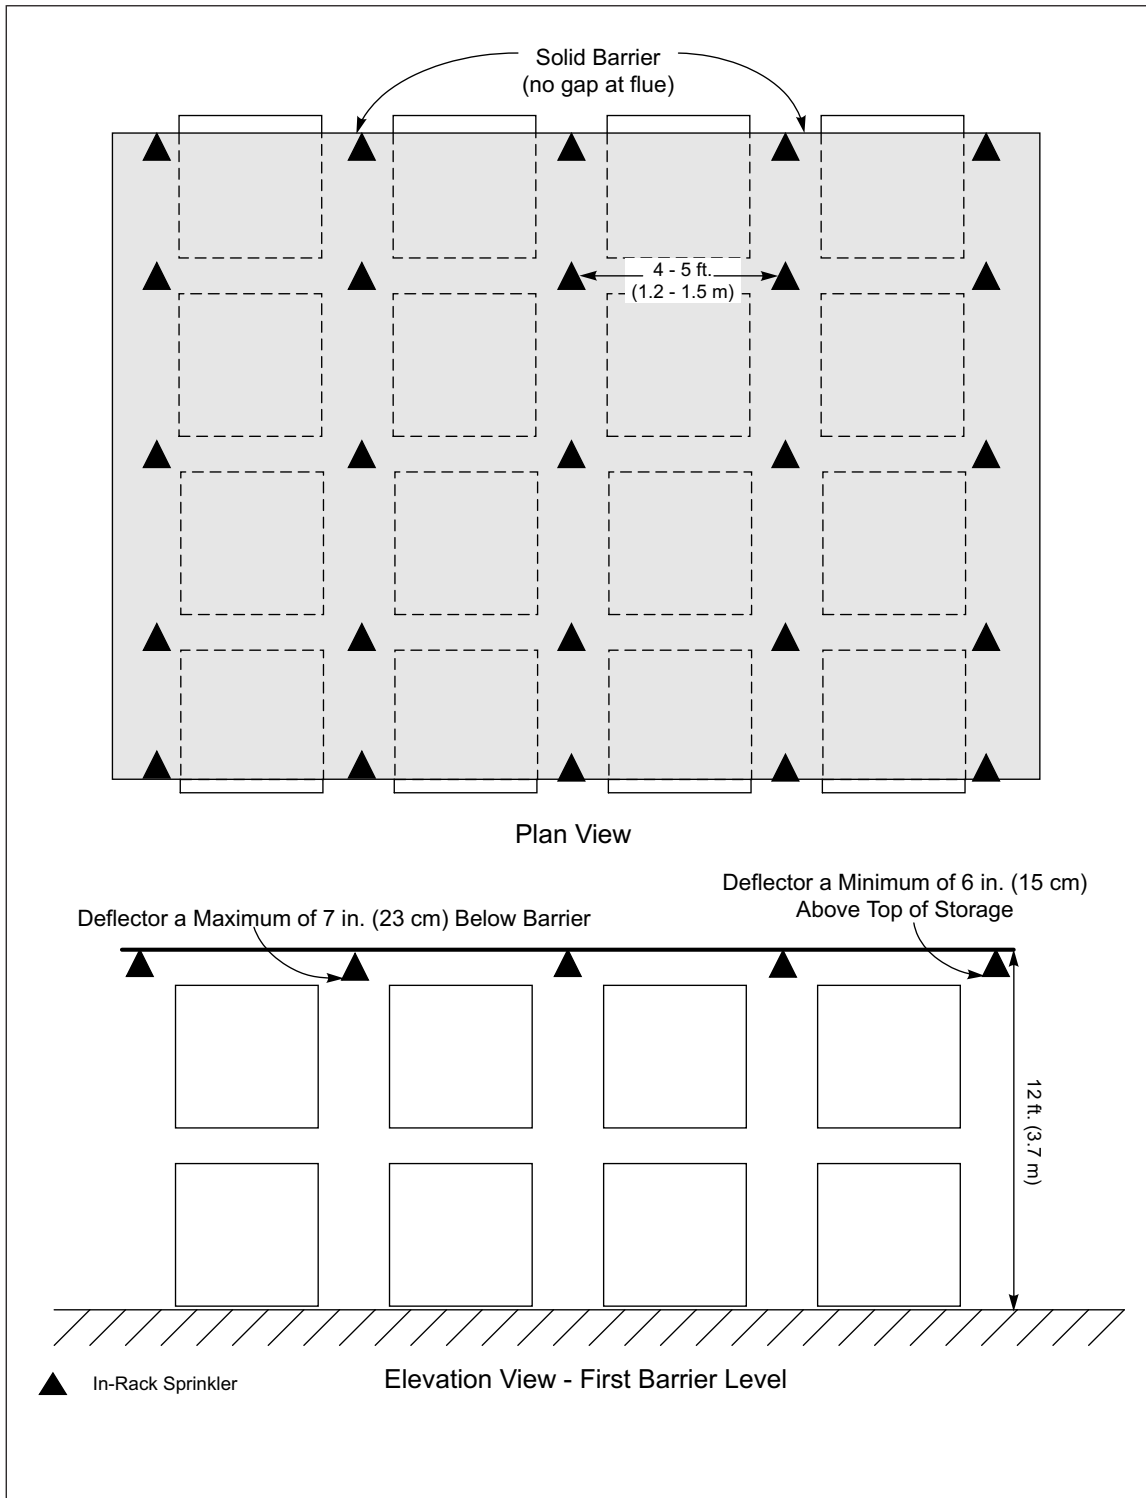 Solid Barrier
(no gap at flue)
4 - 5 ft.
(1.2 - 1.5 m)
Plan View
Deflector a Minimum of 6 in. (15 cm)
Above Top of Storage
Deflector a Maximum of 7 in. (23 cm) Below Barrier
12 ft. (3.7 m)
In-Rack Sprinkler
Elevation View - First Barrier Level